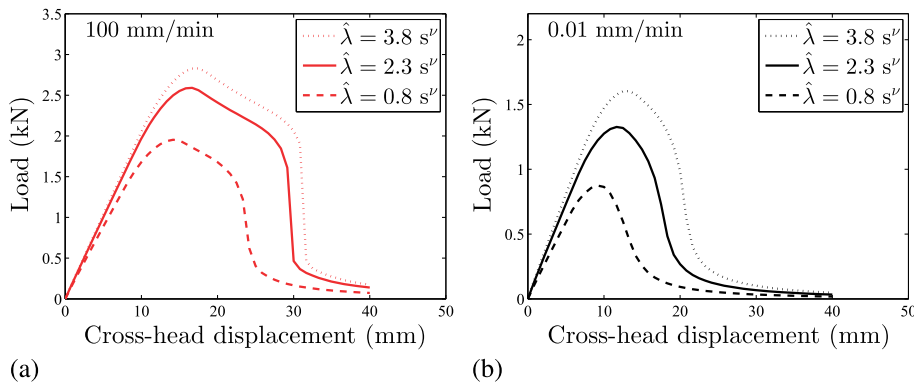 100 mm/min
λ̂ = 3.8 s^ν
λ̂ = 2.3 s^ν
λ̂ = 0.8 s^ν
Load (kN)
3.5
3
2.5
2
1.5
1
0.5
0
0 10 20 30 40 50
Cross-head displacement (mm)
(a)
0.01 mm/min
λ̂ = 3.8 s^ν
λ̂ = 2.3 s^ν
λ̂ = 0.8 s^ν
Load (kN)
2
1.5
1
0.5
0
0 10 20 30 40 50
Cross-head displacement (mm)
(b)